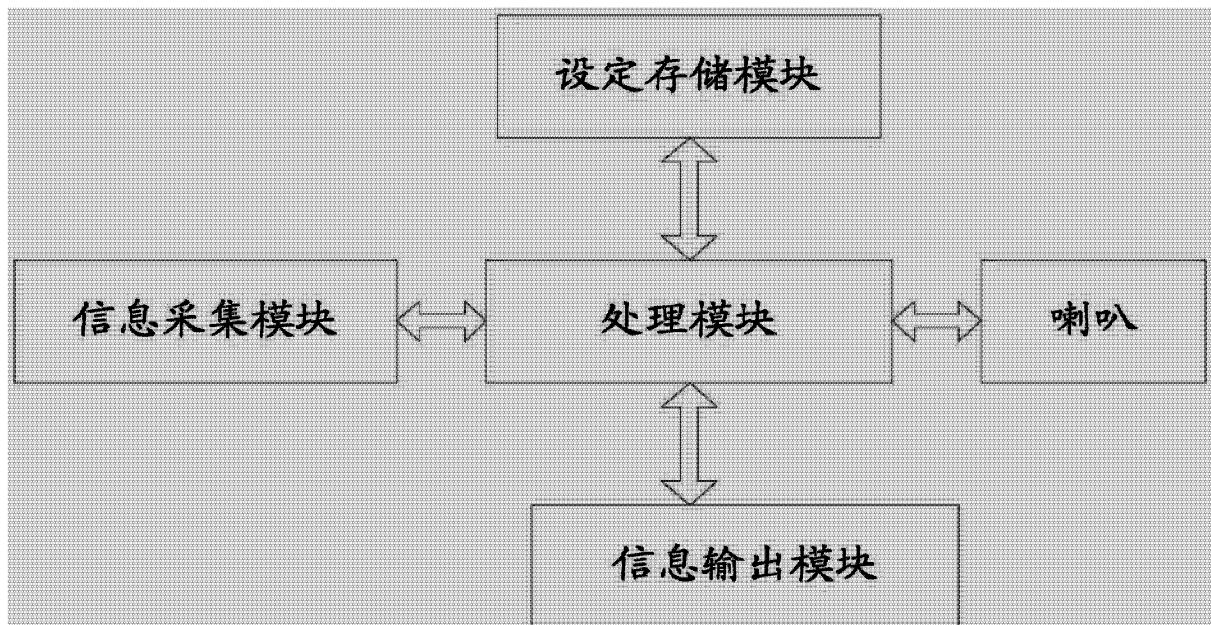 设定存储模块
信息采集模块
处理模块
喇叭
信息输出模块